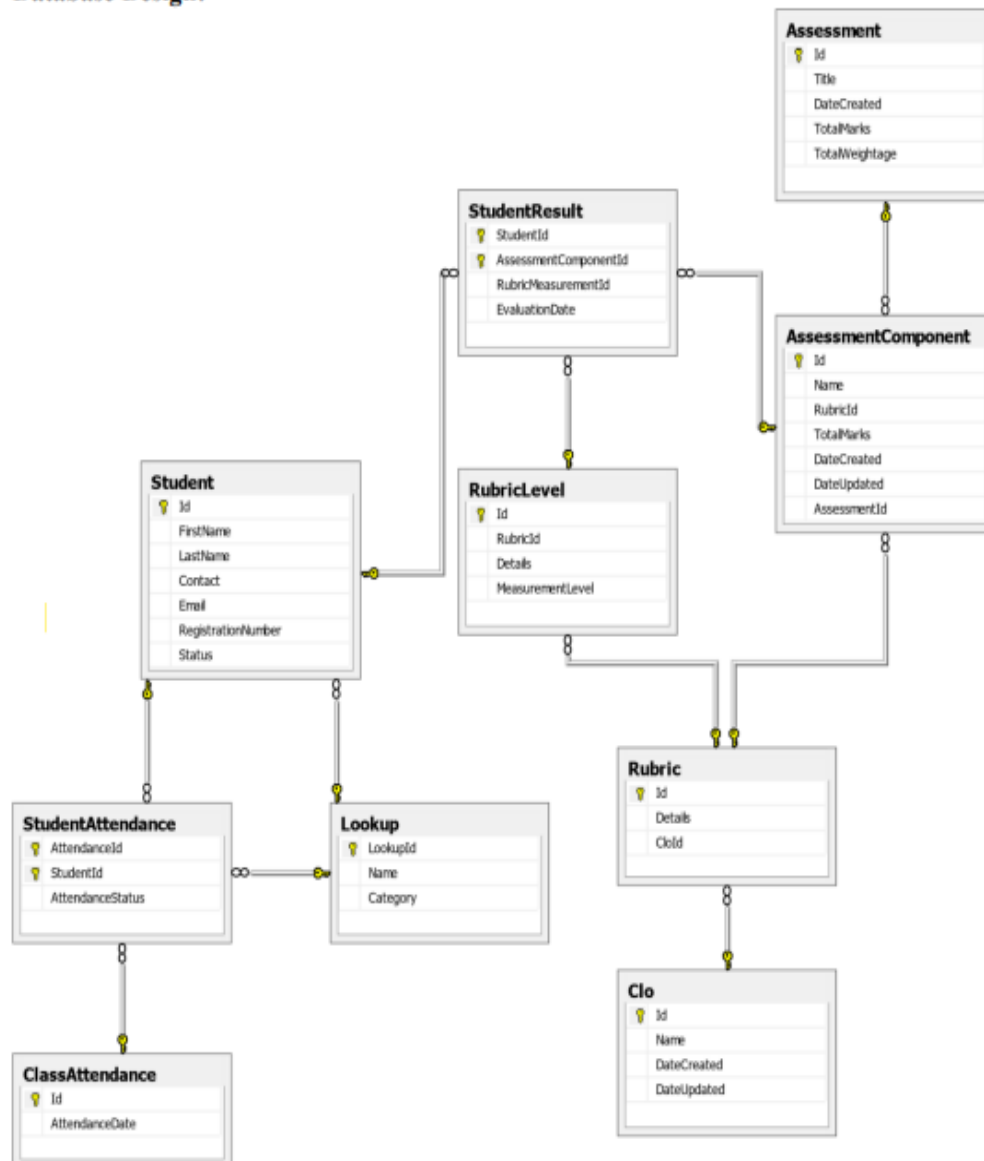 Assessment
Id
Title
DateCreated
TotalMarks
TotalWeightage
StudentResult
StudentId
AssessmentComponentId
RubricMeasurementId
EvaluationDate
AssessmentComponent
Id
Name
RubricId
TotalMarks
DateCreated
DateUpdated
AssessmentId
Student
Id
FirstName
LastName
Contact
Email
RegistrationNumber
Status
RubricLevel
Id
RubricId
Details
MeasurementLevel
Rubric
Id
Details
CloId
StudentAttendance
AttendanceId
StudentId
AttendanceStatus
Lookup
LookupId
Name
Category
Clo
Id
Name
DateCreated
DateUpdated
ClassAttendance
Id
AttendanceDate